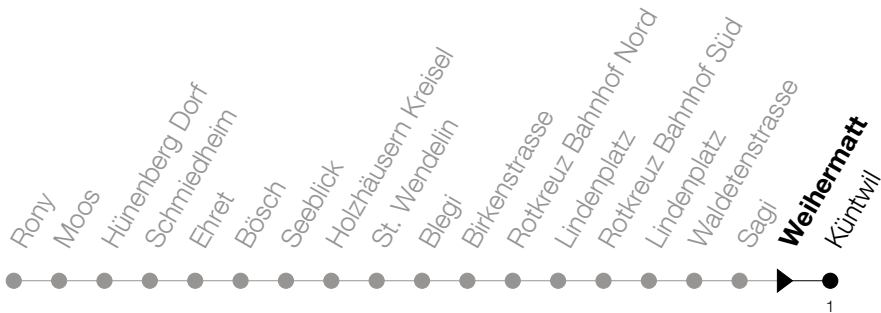 Rony
Moos
Hünenberg Dorf
Schmiedheim
Ehret
Bösch
Seeblick
Holzhäusern Kreisel
St. Wendelin
Blegi
Birkenstrasse
Rotkreuz Bahnhof Nord
Lindenplatz
Rotkreuz Bahnhof Süd
Lindenplatz
Waldetenstrasse
Sagi
Weihermatt
Küntwil
1